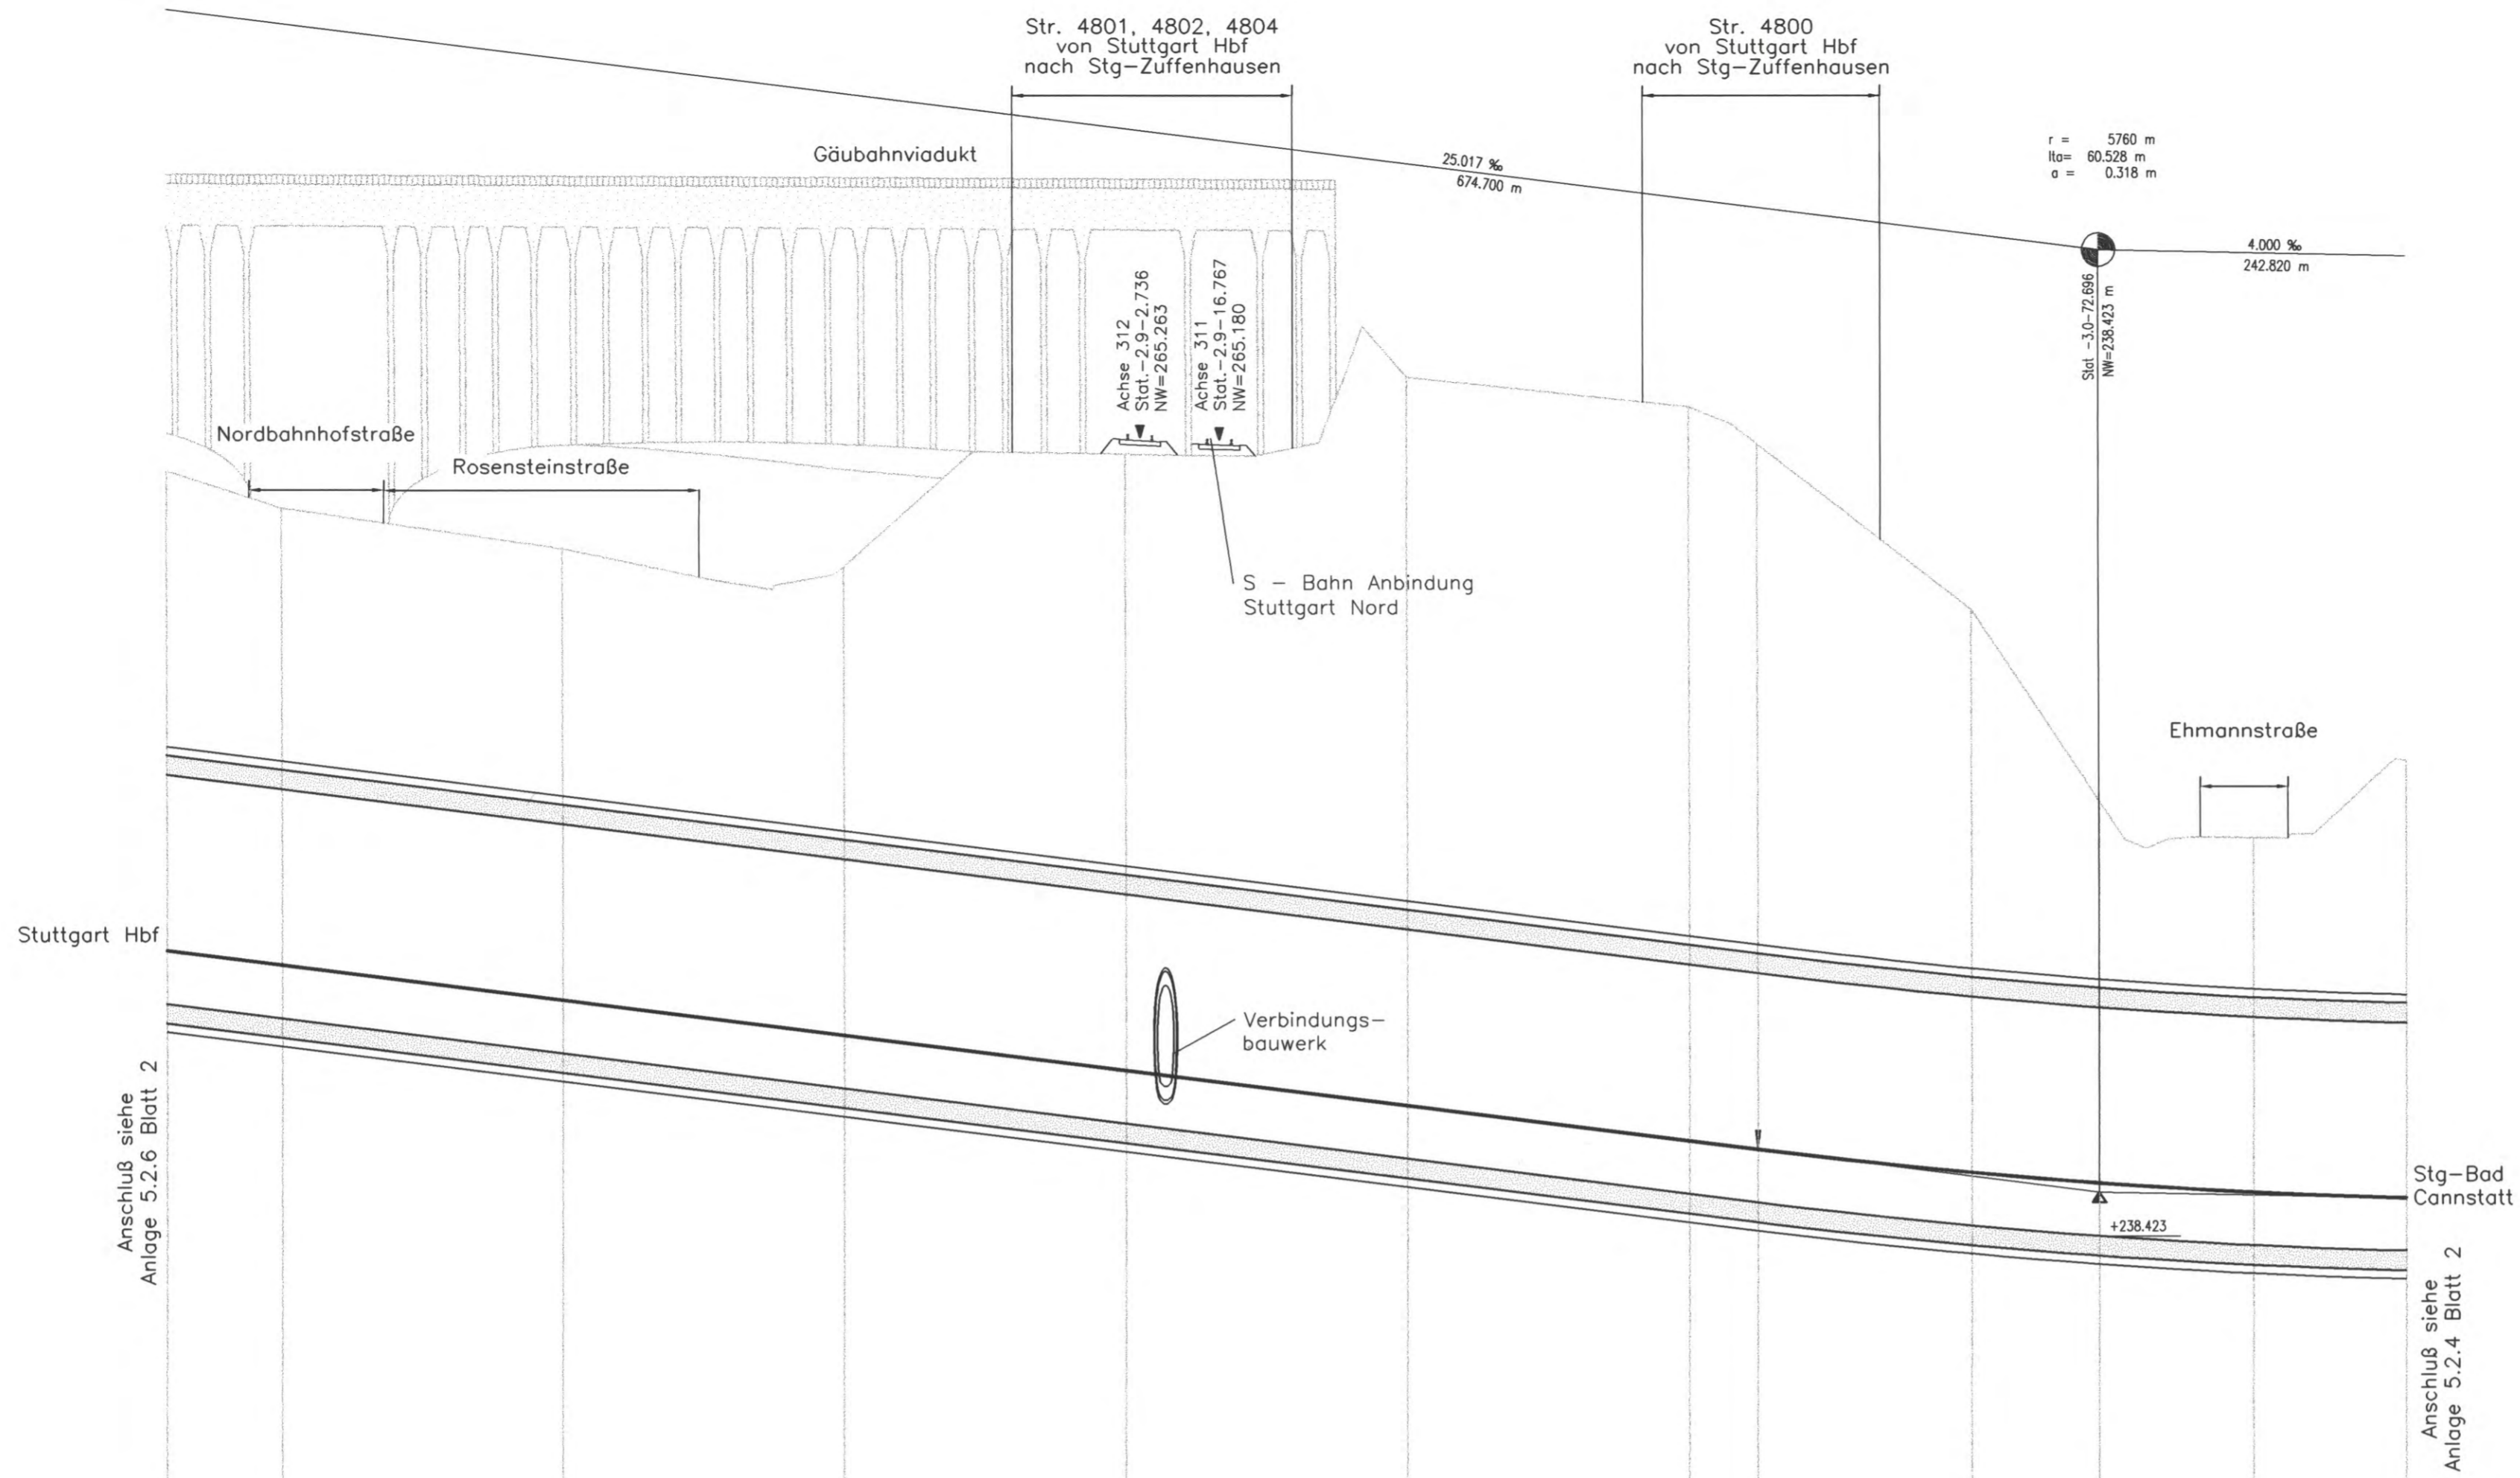 Str. 4801, 4802, 4804
von Stuttgart Hbf
nach Stg-Zuffenhausen
Str. 4800
von Stuttgart Hbf
nach Stg-Zuffenhausen
Gäubahnviadukt
25.017 ‰
674.700 m
r = 5760 m
lta= 60.528 m
a = 0.318 m
4.000 ‰
242.820 m
Stat -3.0-72.696
NW=238.423 m
Achse 312
Stat.-2.9-2.736
NW=265.263
Achse 311
Stat.-2.9-16.767
NW=265.180
Nordbahnhofstraße
Rosensteinstraße
S - Bahn Anbindung
Stuttgart Nord
Ehmannstraße
Stuttgart Hbf
Verbindungs-
bauwerk
Anschluß siehe
Anlage 5.2.6 Blatt 2
Stg-Bad
Cannstatt
+238.423
Anschluß siehe
Anlage 5.2.4 Blatt 2